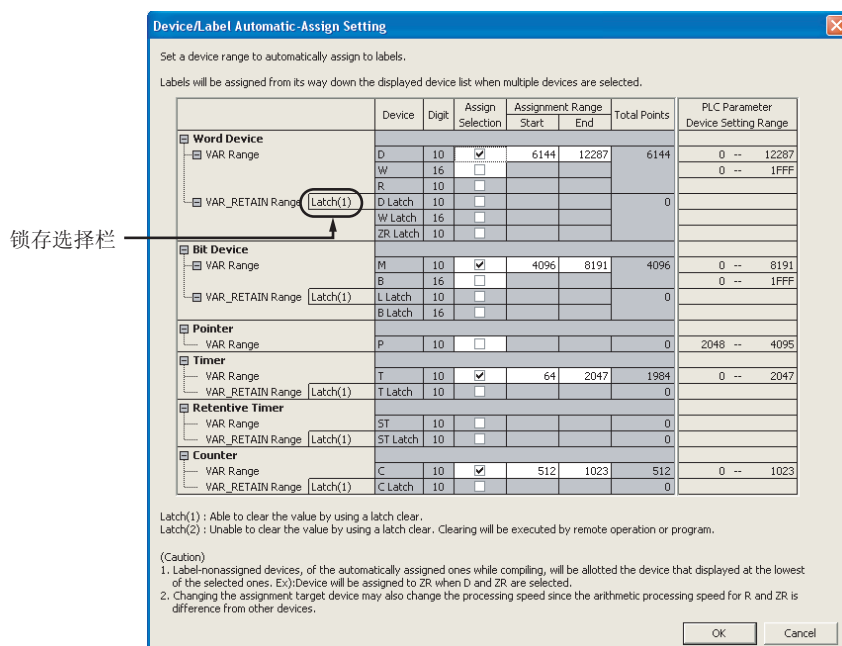 Device/Label Automatic-Assign Setting
Set a device range to automatically assign to labels.
Labels will be assigned from its way down the displayed device list when multiple devices are selected.
Device Digit Assign Selection Assignment Range Start End Total Points PLC Parameter Device Setting Range
Word Device
VAR Range D 10 6144 12287 6144 0 -- 12287
W 16 0 -- 1FFF
R 10
VAR_RETAIN Range Latch(1) D Latch 10 0
W Latch 16
ZR Latch 10
锁存选择栏
Bit Device
VAR Range M 10 4096 8191 4096 0 -- 8191
B 16 0 -- 1FFF
VAR_RETAIN Range Latch(1) L Latch 10 0
B Latch 16
Pointer
VAR Range P 10 0 2048 -- 4095
Timer
VAR Range T 10 64 2047 1984 0 -- 2047
VAR_RETAIN Range Latch(1) T Latch 10 0
Retentive Timer
VAR Range ST 10 0
VAR_RETAIN Range Latch(1) ST Latch 10 0
Counter
VAR Range C 10 512 1023 512 0 -- 1023
VAR_RETAIN Range Latch(1) C Latch 10 0
Latch(1) : Able to clear the value by using a latch clear.
Latch(2) : Unable to clear the value by using a latch clear. Clearing will be executed by remote operation or program.
(Caution)
1. Label-nonassigned devices, of the automatically assigned ones while compiling, will be allotted the device that displayed at the lowest
of the selected ones. Ex):Device will be assigned to ZR when D and ZR are selected.
2. Changing the assignment target device may also change the processing speed since the arithmetic processing speed for R and ZR is
difference from other devices.
OK Cancel